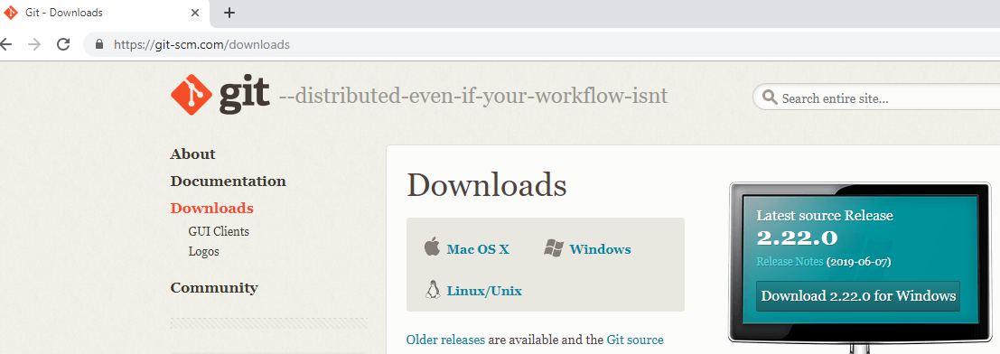 Git - Downloads
https://git-scm.com/downloads
git --distributed-even-if-your-workflow-isnt
Search entire site...
About
Documentation
Downloads
GUI Clients
Logos
Community
Downloads
Mac OS X
Windows
Linux/Unix
Older releases are available and the Git source
Latest source Release
2.22.0
Release Notes (2019-06-07)
Download 2.22.0 for Windows